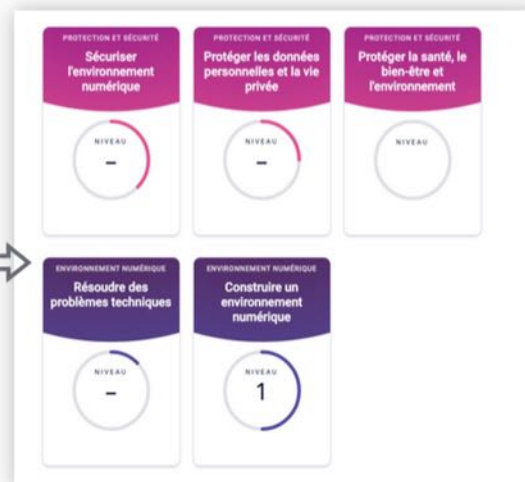 PROTECTION ET SÉCURITÉ
Sécuriser
l'environnement
numérique
NIVEAU
–
PROTECTION ET SÉCURITÉ
Protéger les données
personnelles et la vie
privée
NIVEAU
–
PROTECTION ET SÉCURITÉ
Protéger la santé, le
bien-être et
l'environnement
NIVEAU
ENVIRONNEMENT NUMÉRIQUE
Résoudre des
problèmes techniques
NIVEAU
–
ENVIRONNEMENT NUMÉRIQUE
Construire un
environnement
numérique
NIVEAU
1